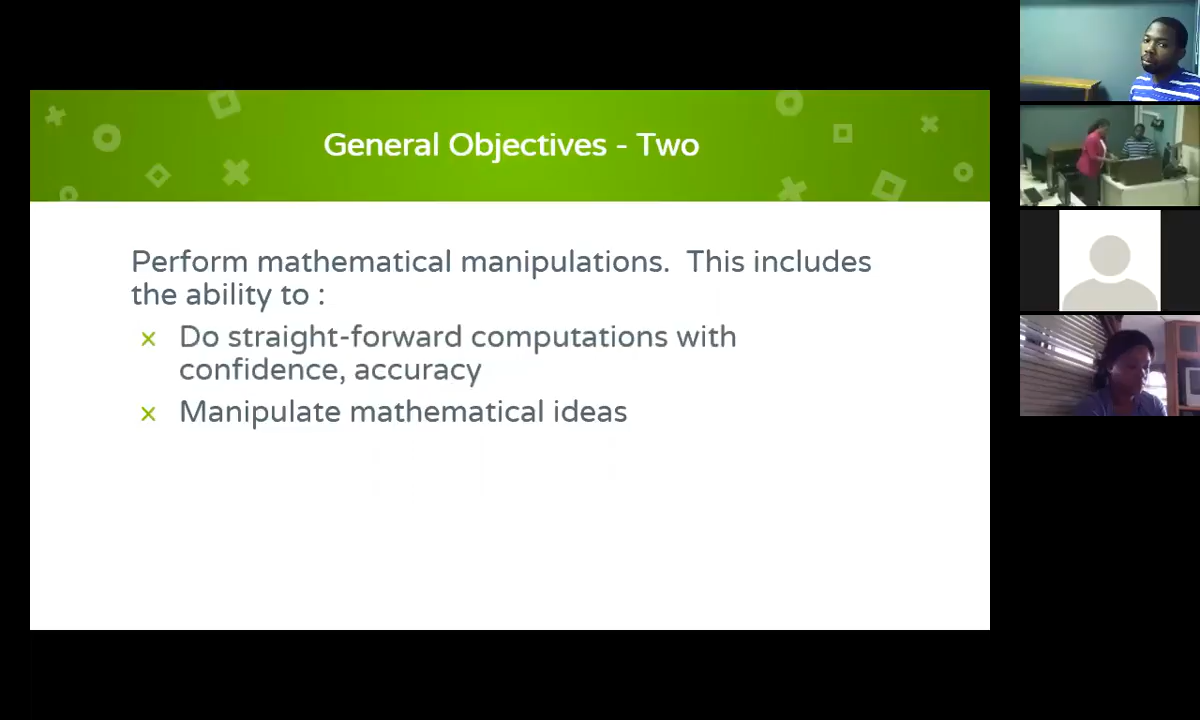 General Objectives - Two
Perform mathematical manipulations.  This includes
the ability to :
Do straight-forward computations with
confidence, accuracy
Manipulate mathematical ideas